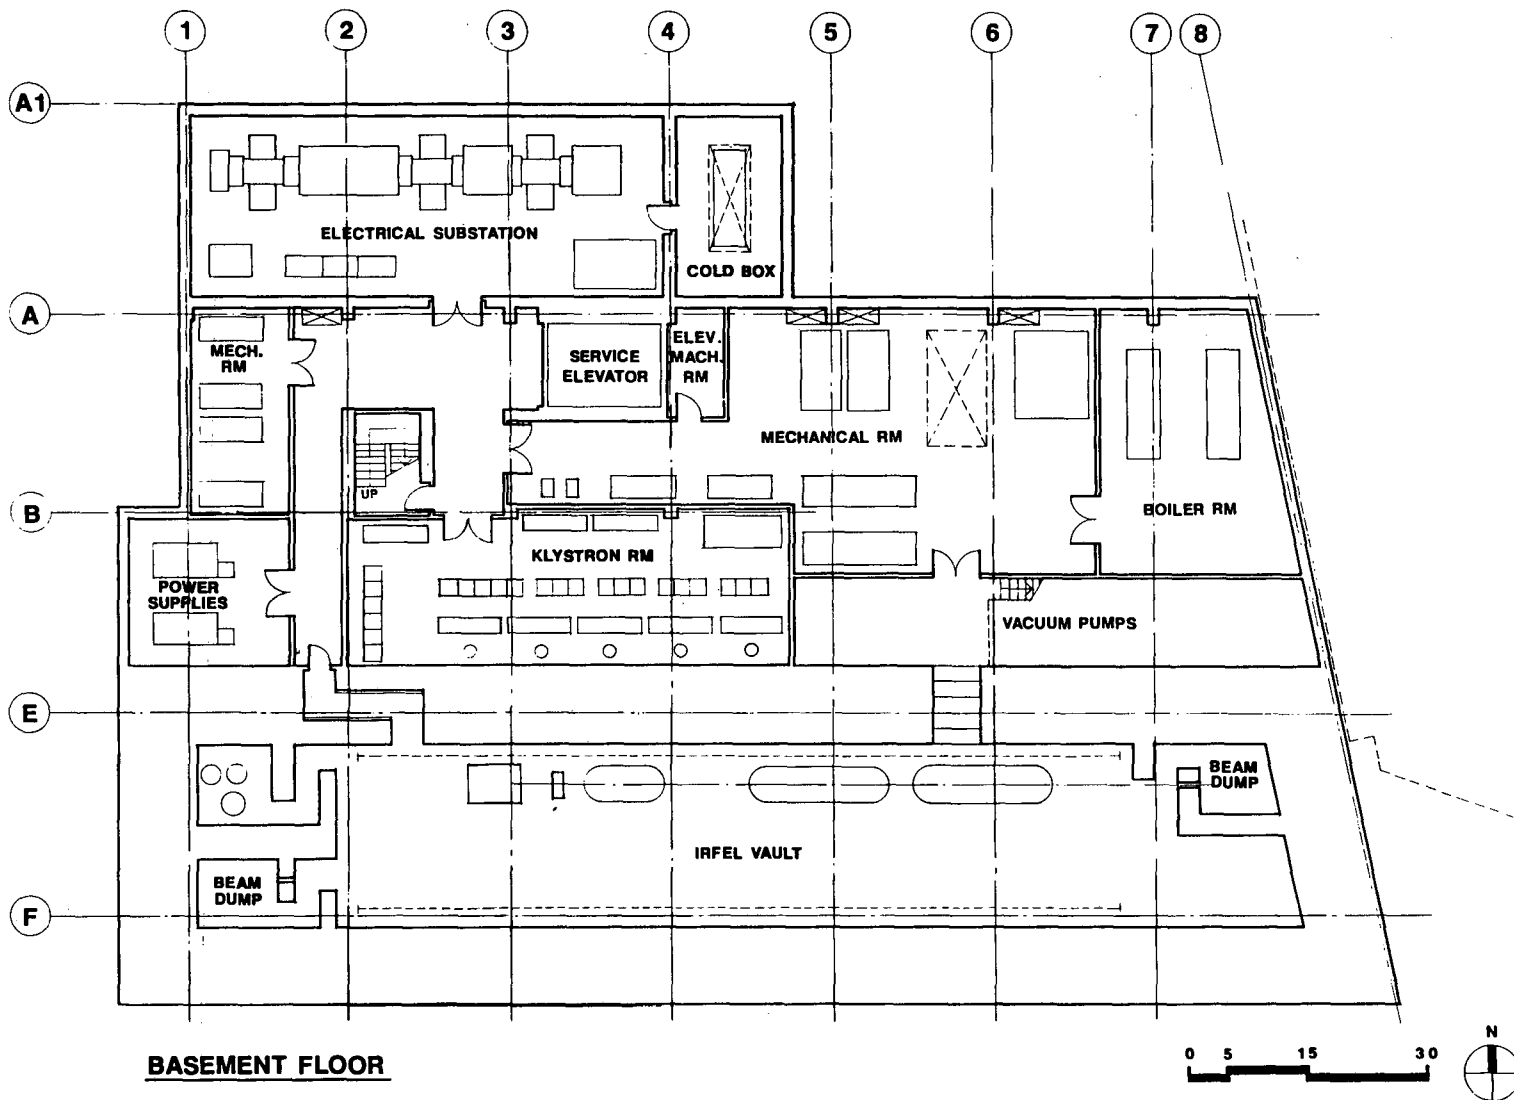 1 2 3 4 5 6 7 8
A1
ELECTRICAL SUBSTATION
COLD BOX
A
MECH.
RM
SERVICE
ELEVATOR
ELEV.
MACH.
RM
MECHANICAL RM
UP
B
BOILER RM
KLYSTRON RM
POWER
SUPPLIES
VACUUM PUMPS
E
BEAM
DUMP
IRFEL VAULT
BEAM
DUMP
F
BASEMENT FLOOR
0 5 15 30
N